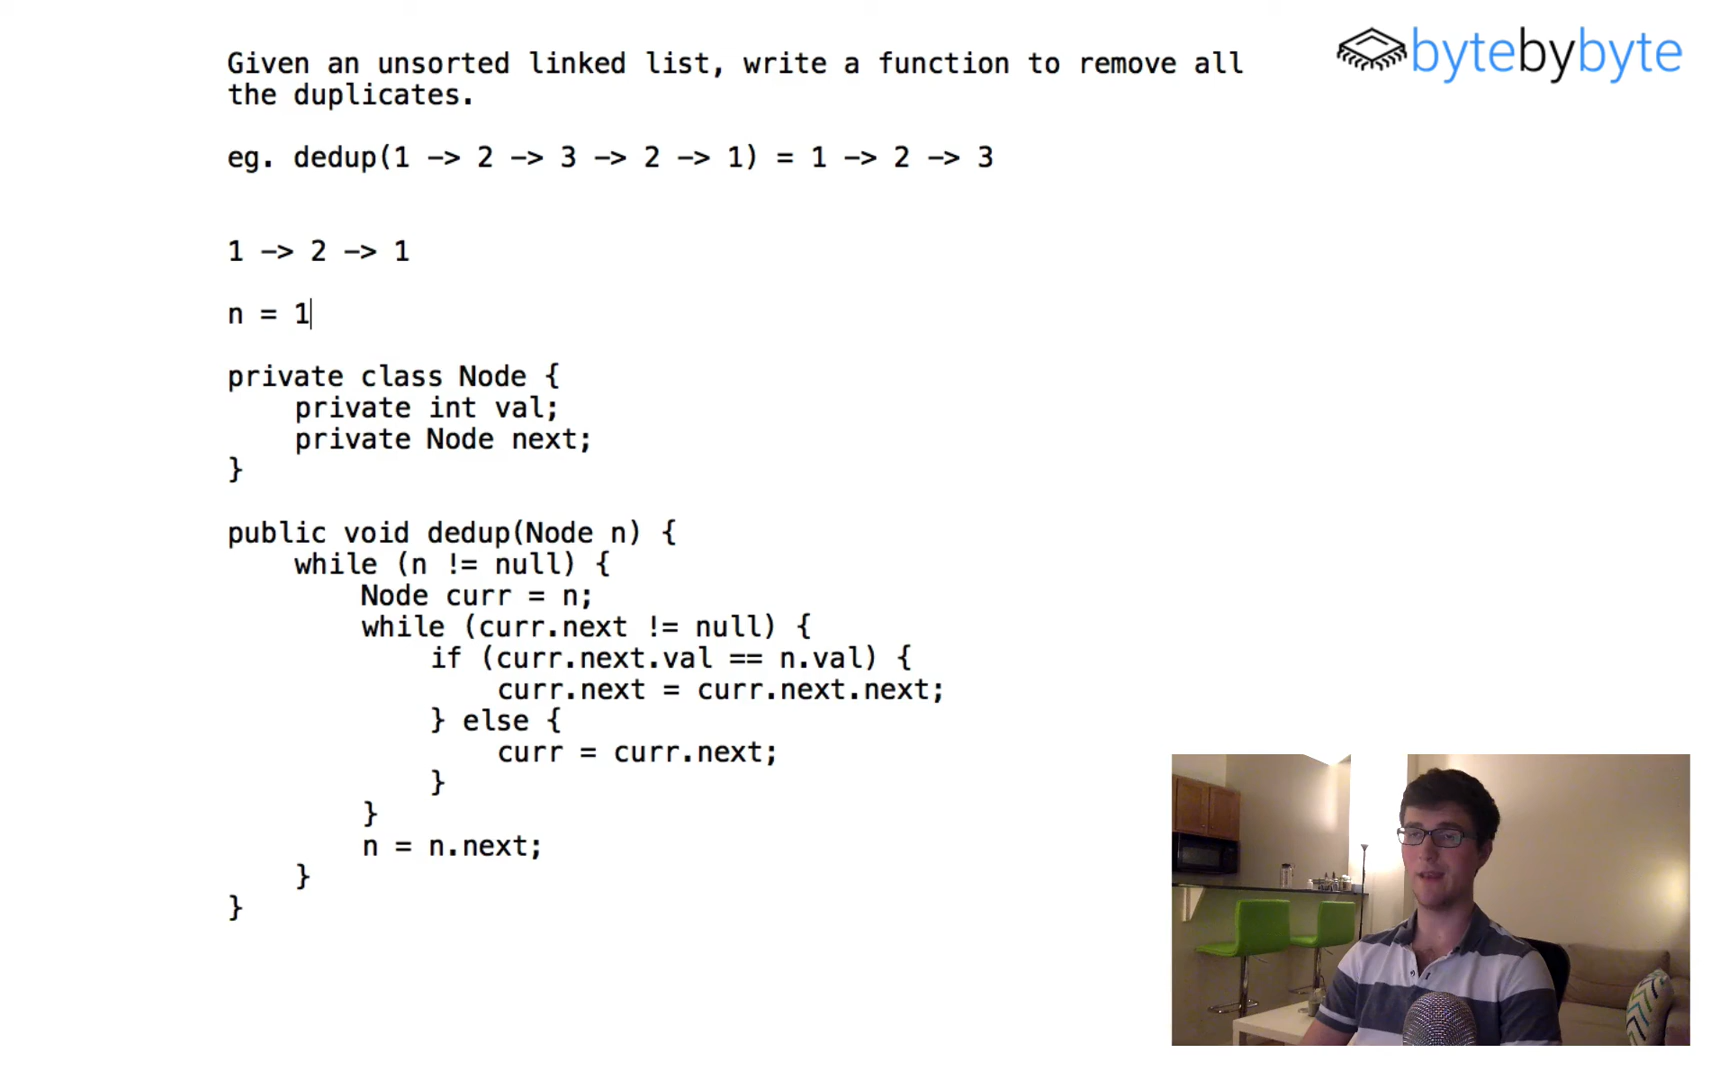 bytebybyte
Given an unsorted linked list, write a function to remove all
the duplicates.
eg. dedup(1 -> 2 -> 3 -> 2 -> 1) = 1 -> 2 -> 3
1 -> 2 -> 1
n = 1
private class Node {
    private int val;
    private Node next;
}
public void dedup(Node n) {
    while (n != null) {
        Node curr = n;
        while (curr.next != null) {
            if (curr.next.val == n.val) {
                curr.next = curr.next.next;
            } else {
                curr = curr.next;
            }
        }
        n = n.next;
    }
}